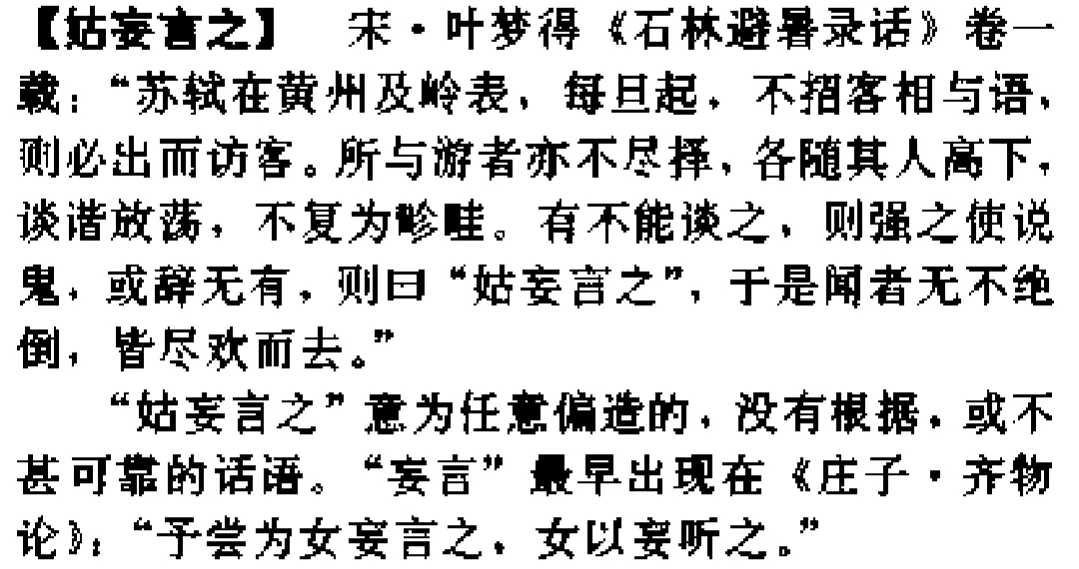 【姑妄言之】 宋·叶梦得《石林避暑录话》卷一
载：“苏轼在黄州及岭表，每旦起，不招客相与语，
则必出而访客。所与游者亦不尽择，各随其人高下，
谈谐放荡，不复为畛畦。有不能谈之，则强之使说
鬼，或辞无有，则曰“姑妄言之”，于是闻者无不绝
倒，皆尽欢而去。”
“姑妄言之”意为任意偏造的，没有根据，或不
甚可靠的话语。“妄言”最早出现在《庄子·齐物
论》：“予尝为女妄言之，女以妄听之。”